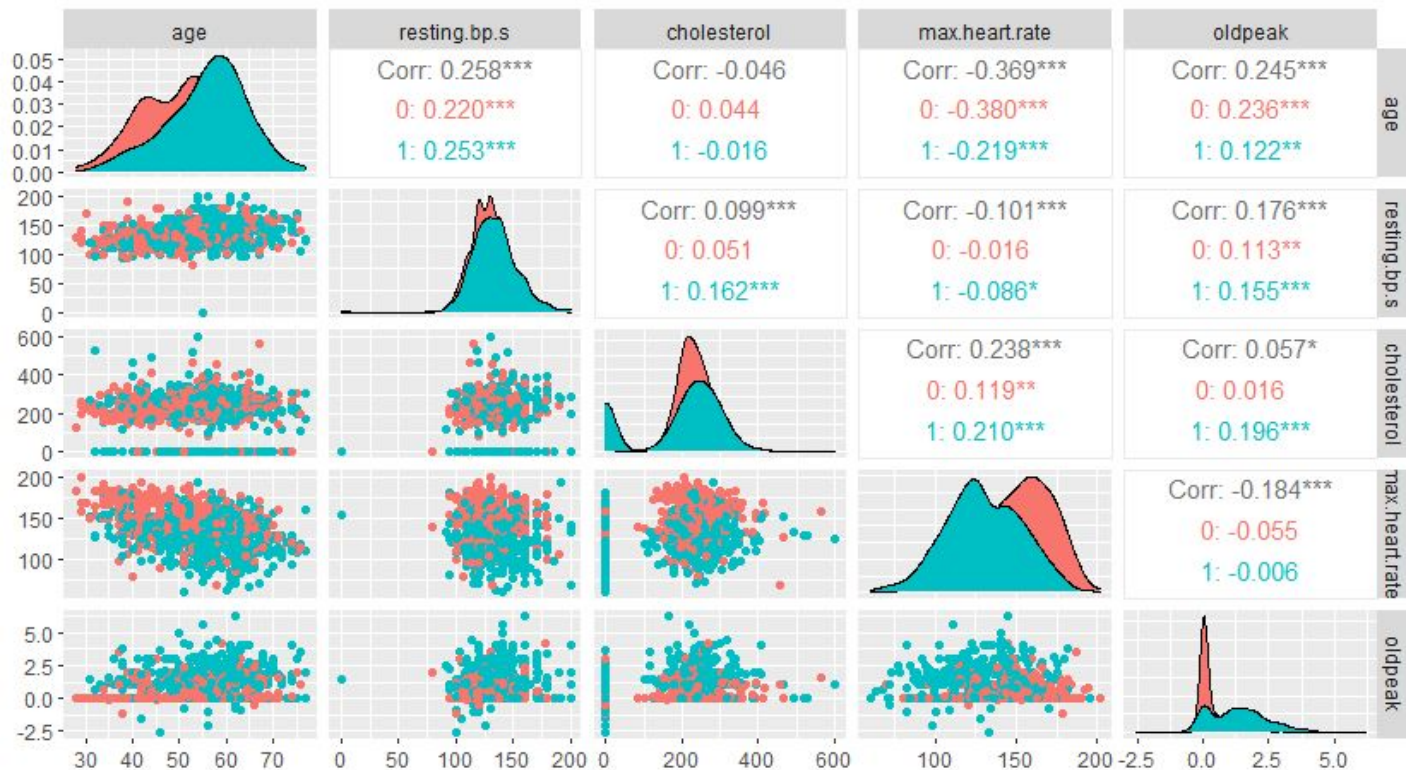 age resting.bp.s cholesterol max.heart.rate oldpeak
0.05
0.04
0.03
0.02
0.01
0.00
Corr: 0.258***
0: 0.220***
1: 0.253***
Corr: -0.046
0: 0.044
1: -0.016
Corr: -0.369***
0: -0.380***
1: -0.219***
Corr: 0.245***
0: 0.236***
1: 0.122**
age
200
150
100
50
0
Corr: 0.099***
0: 0.051
1: 0.162***
Corr: -0.101***
0: -0.016
1: -0.086*
Corr: 0.176***
0: 0.113**
1: 0.155***
resting.bp.s
600
400
200
0
Corr: 0.238***
0: 0.119**
1: 0.210***
Corr: 0.057*
0: 0.016
1: 0.196***
cholesterol
200
150
100
Corr: -0.184***
0: -0.055
1: -0.006
max.heart.rate
5.0
2.5
0.0
-2.5
oldpeak
30 40 50 60 70 0 50 100 150 200 0 200 400 600 100 150 200 -2.5 0.0 2.5 5.0